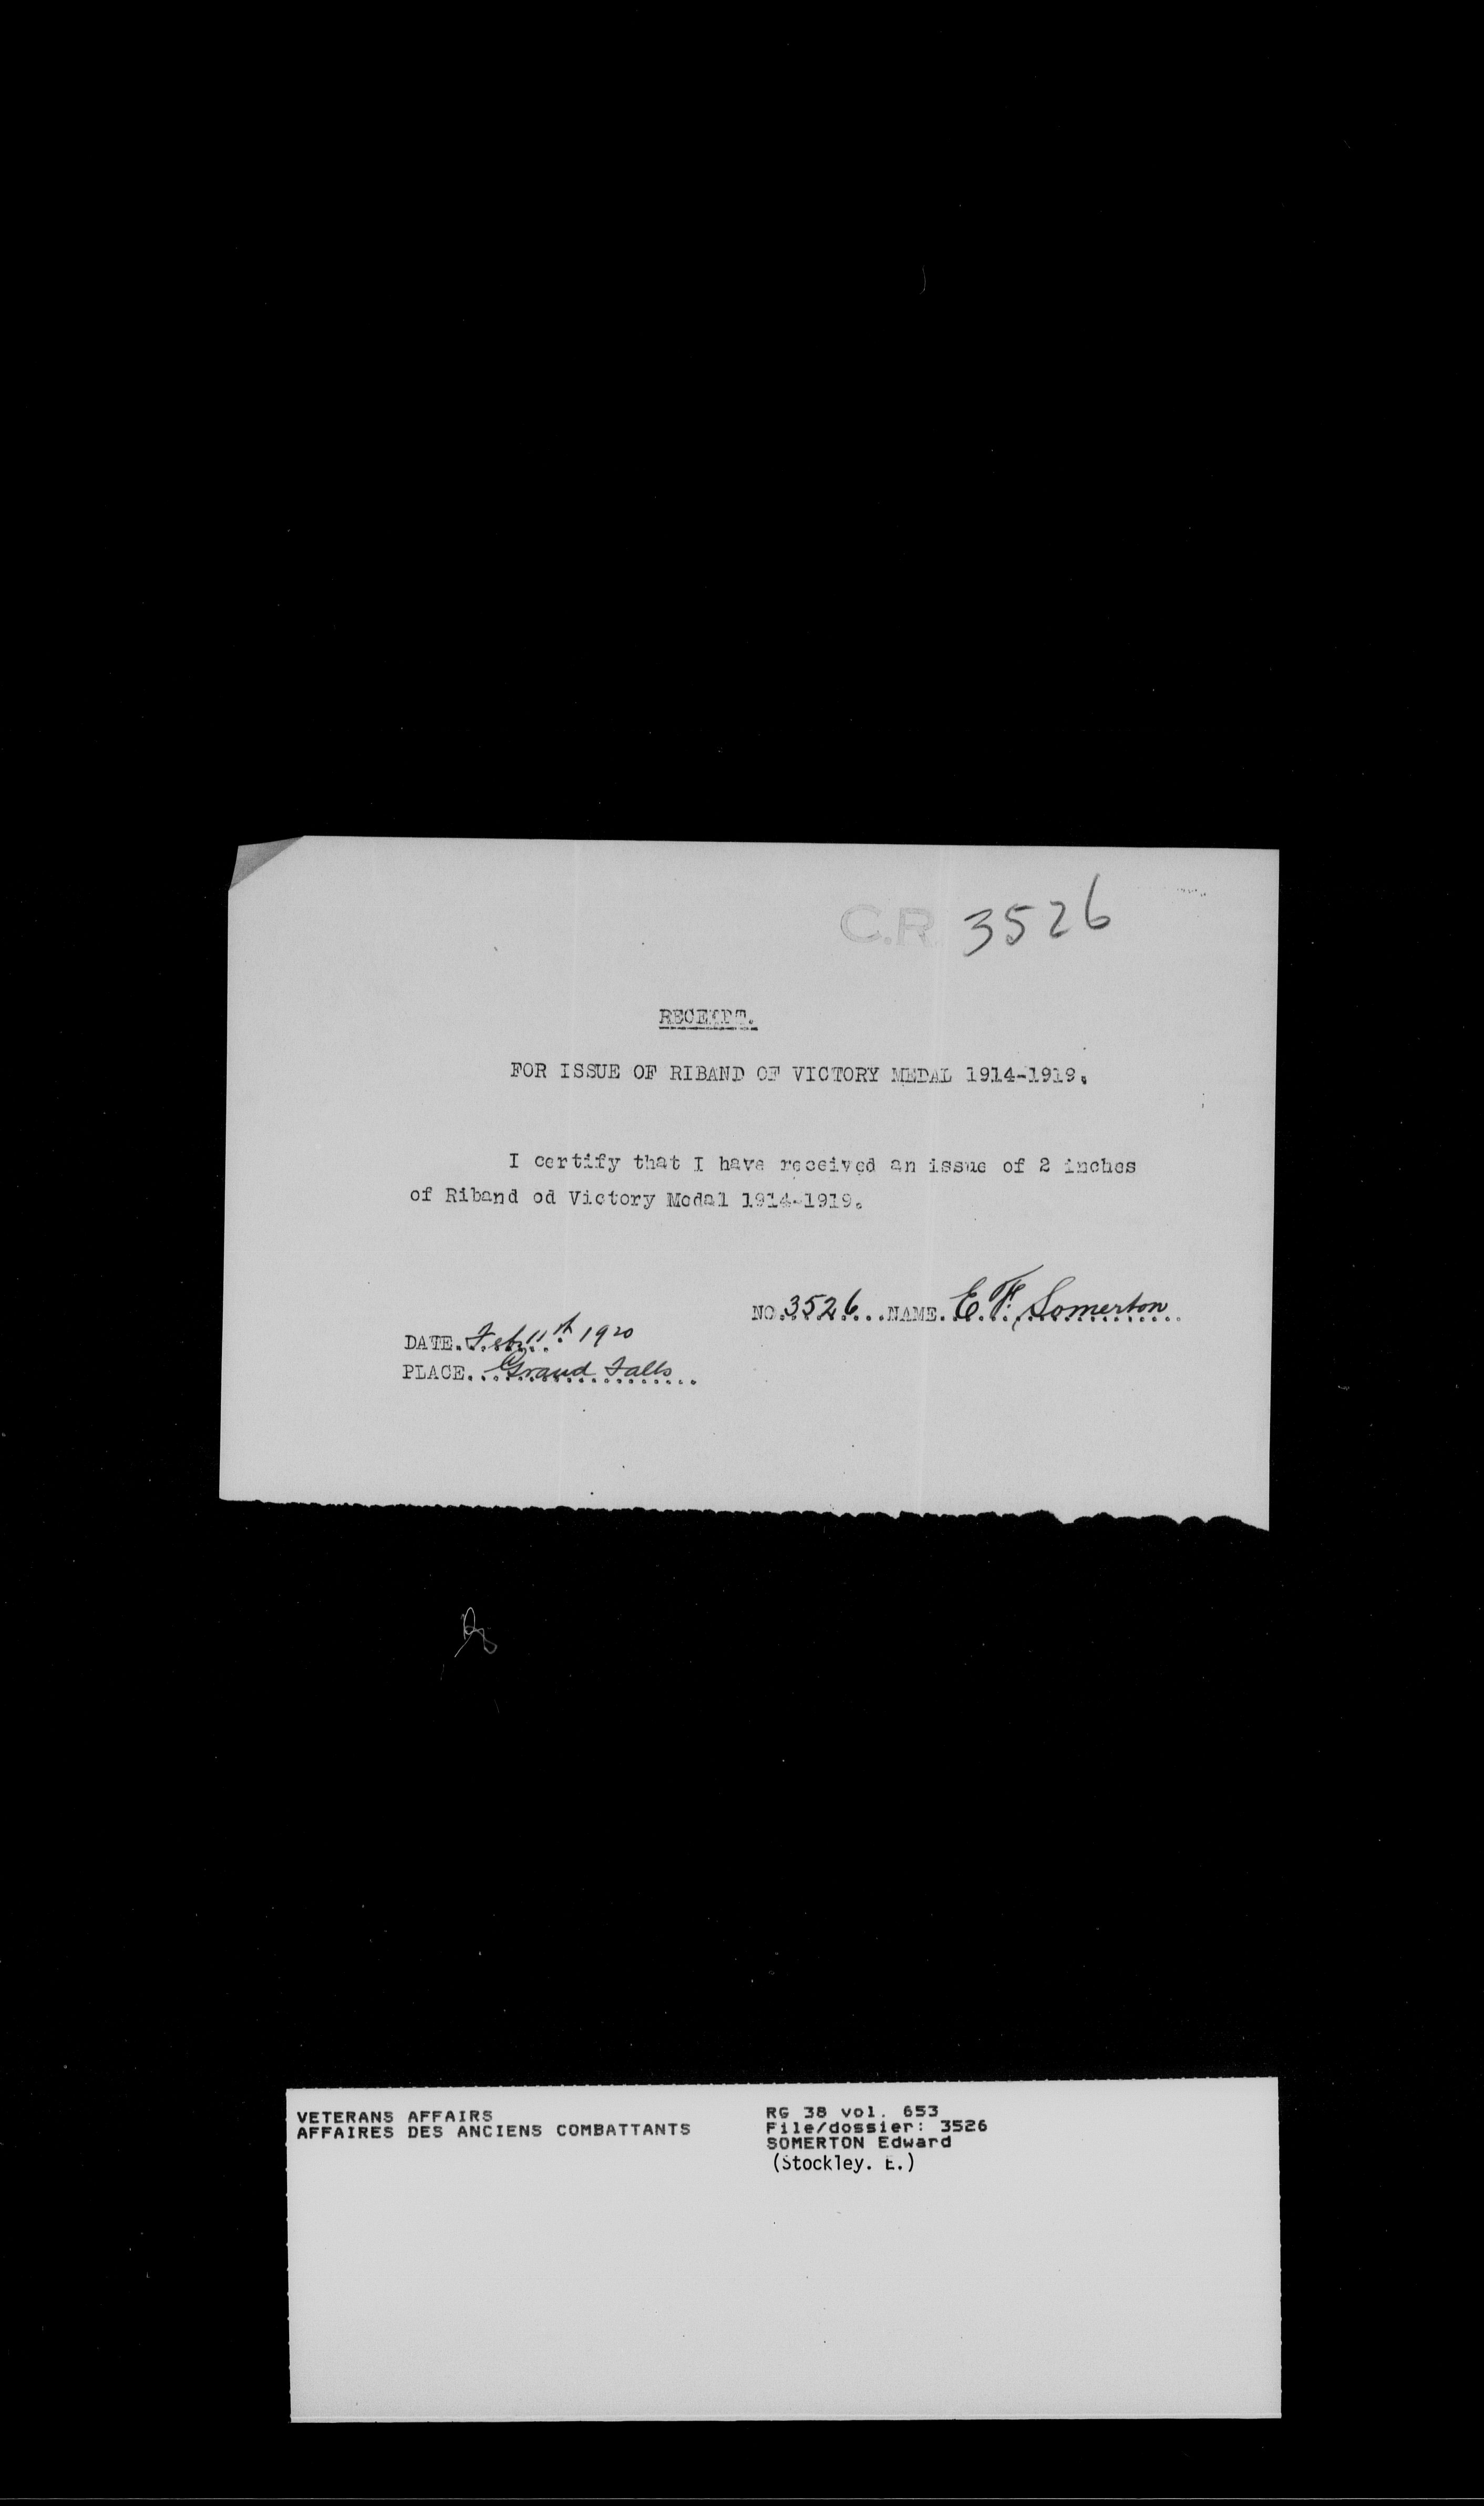 C.R. 3526
RECEIPT.
FOR ISSUE OF RIBAND OF VICTORY MEDAL 1914-1919.
I certify that I have received an issue of 2 inches
of Riband od Victory Medal 1914-1919.
NO.3526...NAME.E. F. Somerton
DATE.Feb. 11th 1920
PLACE..Grand Falls
VETERANS AFFAIRS
AFFAIRES DES ANCIENS COMBATTANTS
RG 38 vol. 653
File/dossier: 3526
SOMERTON Edward
(Stockley. E.)